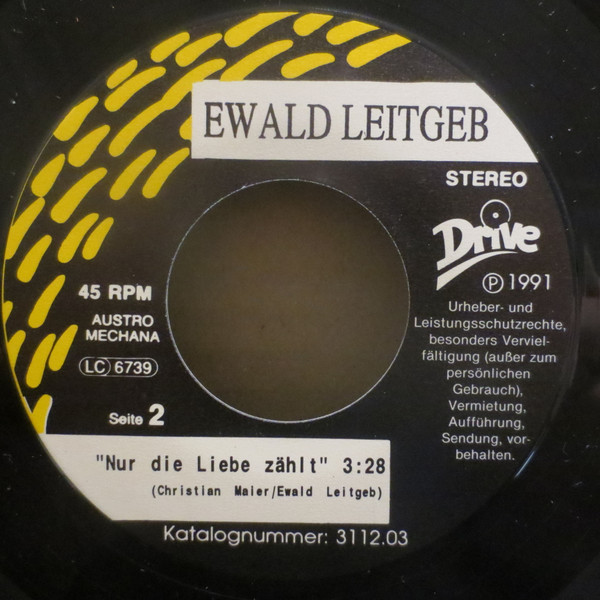 EWALD LEITGEB
STEREO
Drive
℗ 1991
45 RPM
AUSTRO
MECHANA
LC 6739
Urheber- und
Leistungsschutzrechte,
besonders Verviel-
fältigung (außer zum
persönlichen
Gebrauch),
Vermietung,
Aufführung,
Sendung, vor-
behalten.
Seite 2
"Nur die Liebe zählt" 3:28
(Christian Maier/Ewald Leitgeb)
Katalognummer: 3112.03